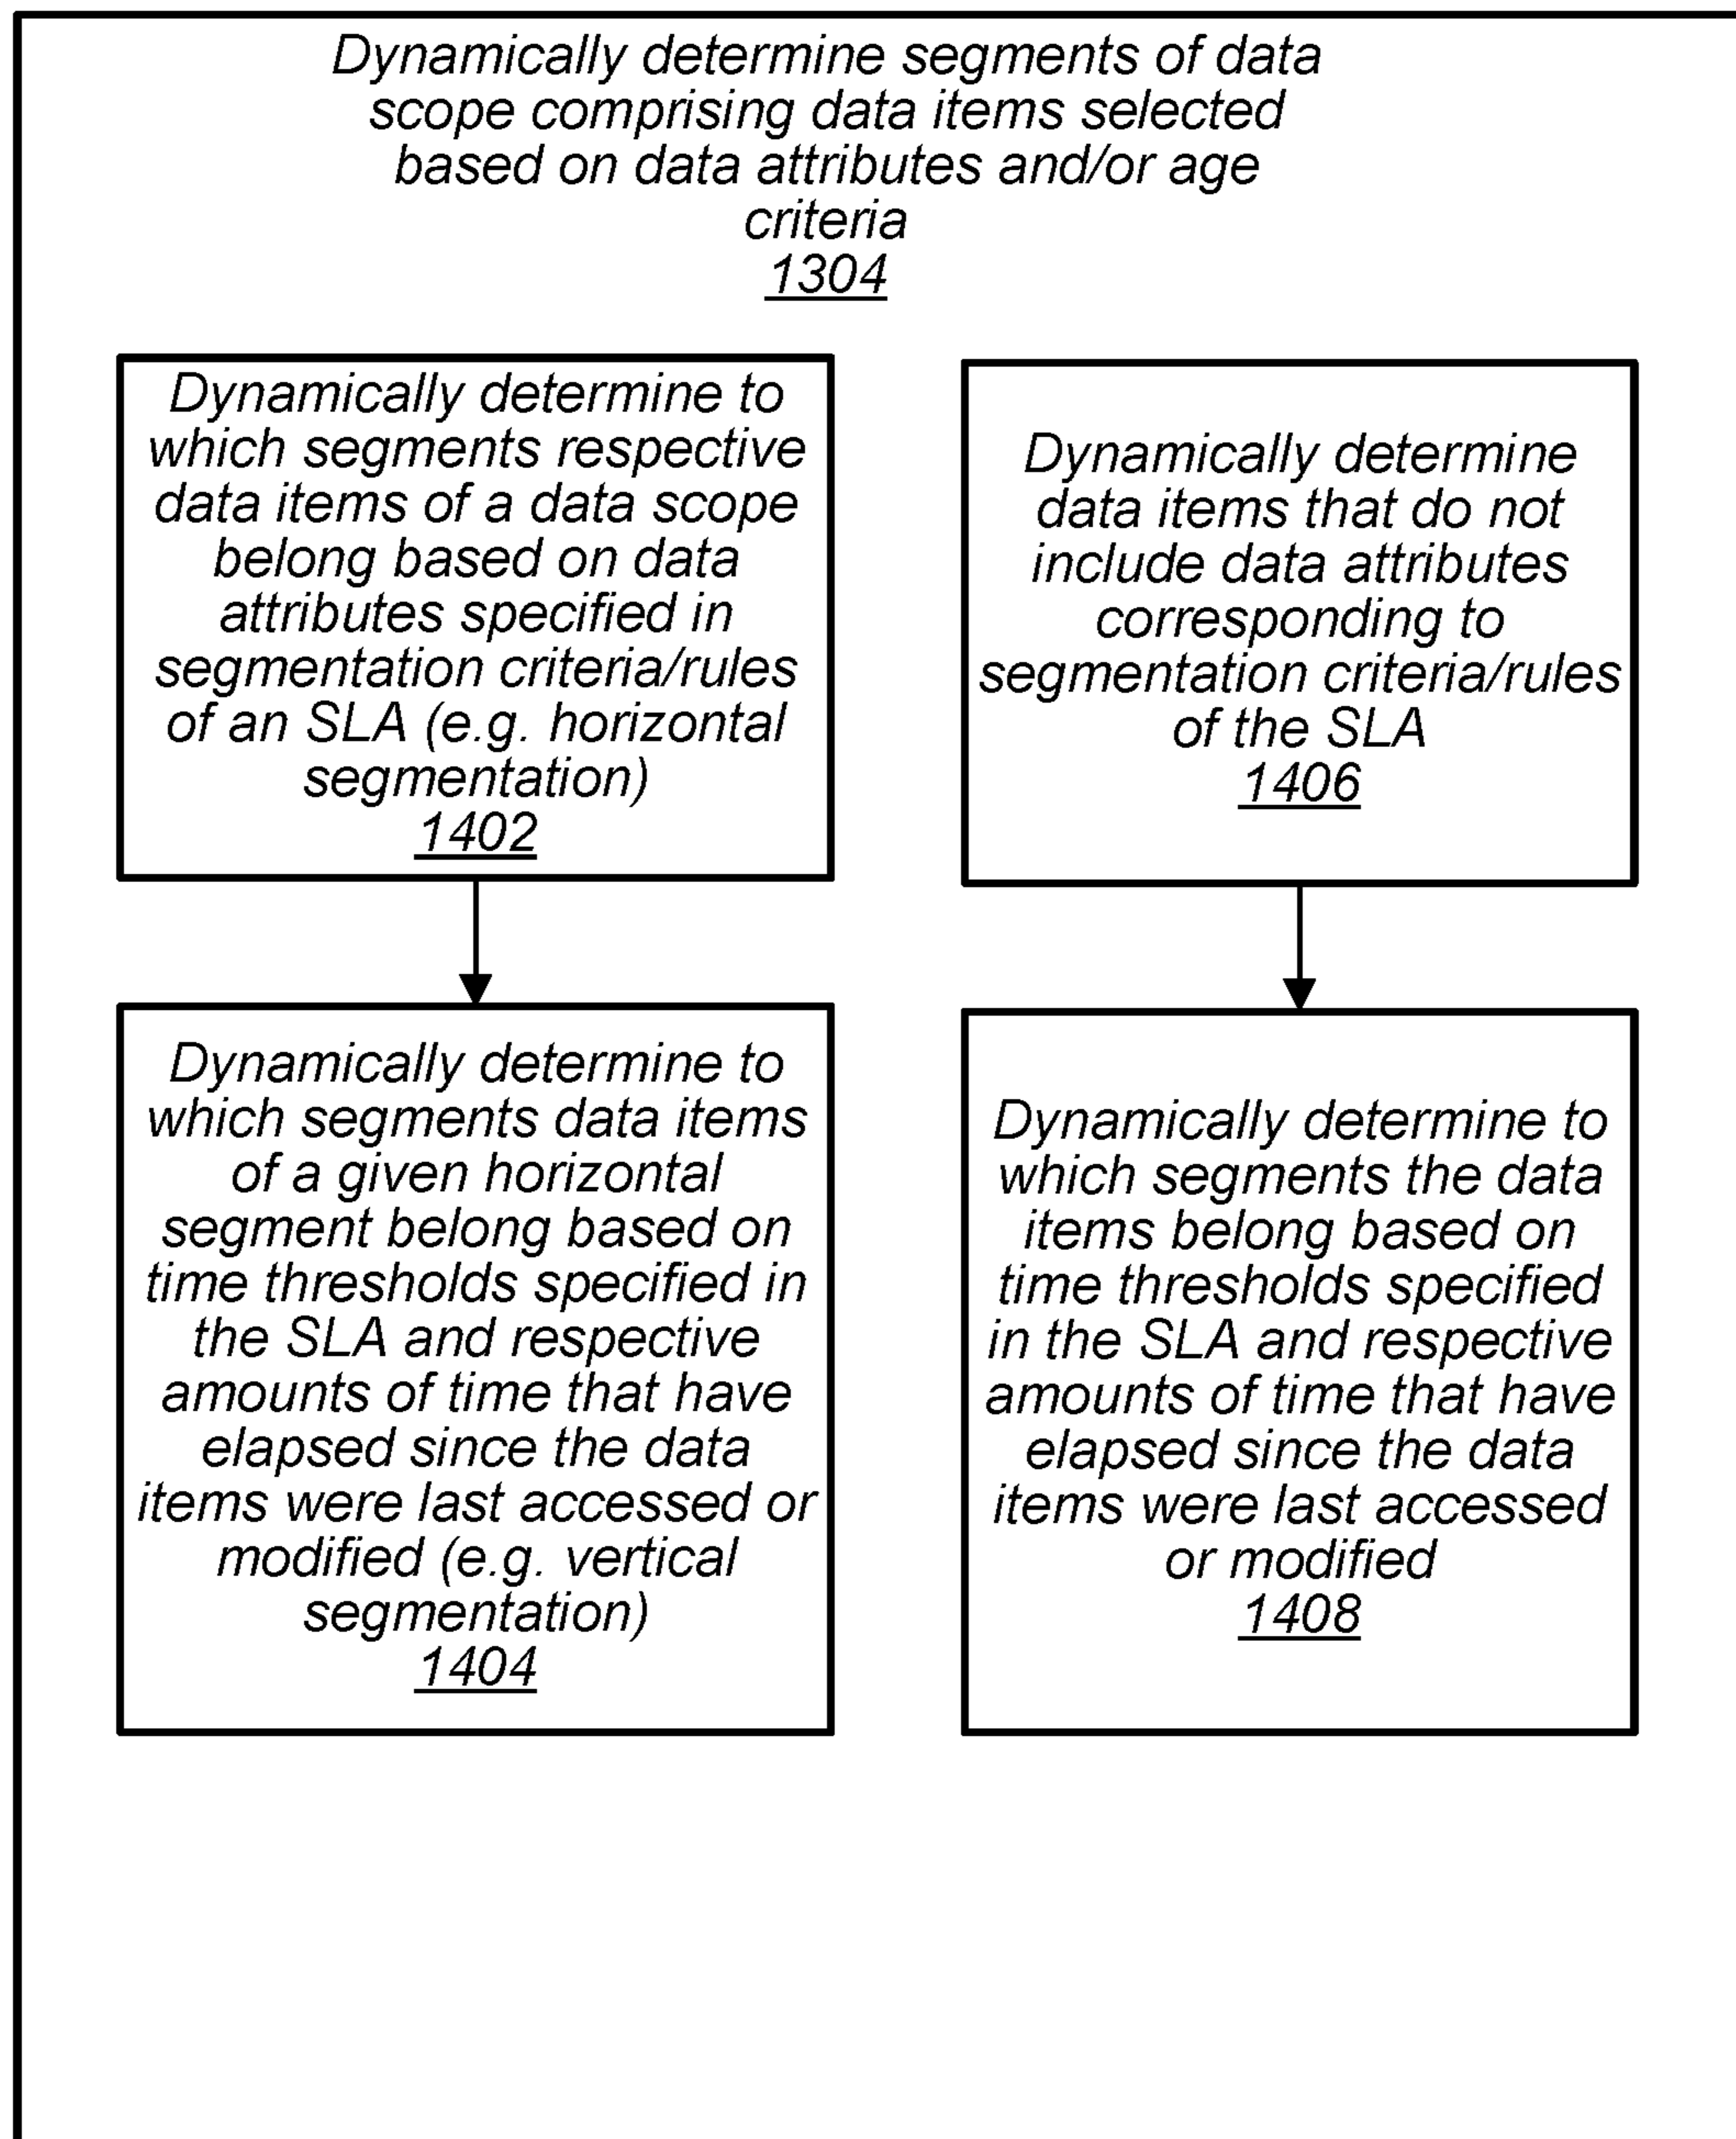 Dynamically determine segments of data
scope comprising data items selected
based on data attributes and/or age
criteria
1304
Dynamically determine to
which segments respective
data items of a data scope
belong based on data
attributes specified in
segmentation criteria/rules
of an SLA (e.g. horizontal
segmentation)
1402
Dynamically determine to
which segments data items
of a given horizontal
segment belong based on
time thresholds specified in
the SLA and respective
amounts of time that have
elapsed since the data
items were last accessed or
modified (e.g. vertical
segmentation)
1404
Dynamically determine
data items that do not
include data attributes
corresponding to
segmentation criteria/rules
of the SLA
1406
Dynamically determine to
which segments the data
items belong based on
time thresholds specified
in the SLA and respective
amounts of time that have
elapsed since the data
items were last accessed
or modified
1408